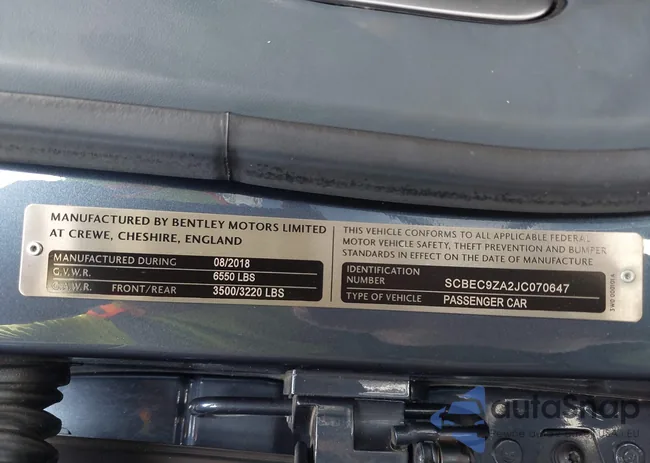 MANUFACTURED BY BENTLEY MOTORS LIMITED
AT CREWE, CHESHIRE, ENGLAND
MANUFACTURED DURING 08/2018
G.V.W.R. 6550 LBS
G.A.W.R. FRONT/REAR 3500/3220 LBS
THIS VEHICLE CONFORMS TO ALL APPLICABLE FEDERAL
MOTOR VEHICLE SAFETY, THEFT PREVENTION AND BUMPER
STANDARDS IN EFFECT ON THE DATE OF MANUFACTURE
IDENTIFICATION
NUMBER SCBEC9ZA2JC070647
TYPE OF VEHICLE PASSENGER CAR
autoSnap